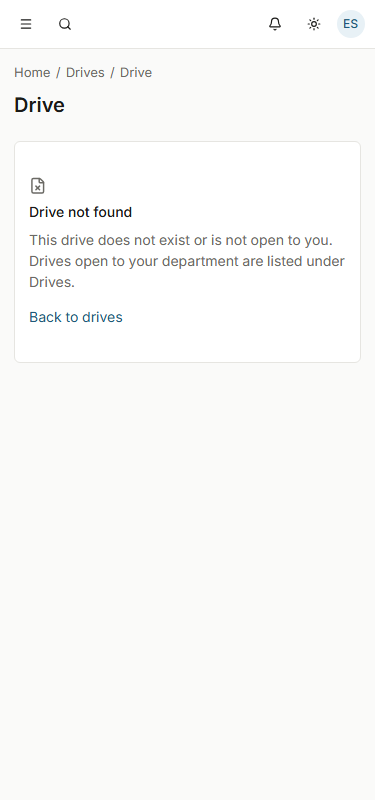 ES
Home / Drives / Drive
Drive
Drive not found
This drive does not exist or is not open to you.
Drives open to your department are listed under
Drives.
Back to drives